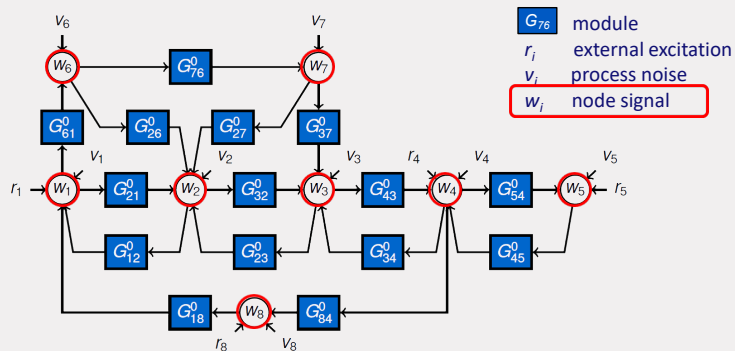 v6
v7
G76 module
ri external excitation
vi process noise
wi node signal
w6
G⁰76
w7
G⁰61
G⁰26
G⁰27
G⁰37
v1
v2
v3
r4
v4
v5
r1
w1
G⁰21
w2
G⁰32
w3
G⁰43
w4
G⁰54
w5
r5
G⁰12
G⁰23
G⁰34
G⁰45
G⁰18
w8
G⁰84
r8
v8